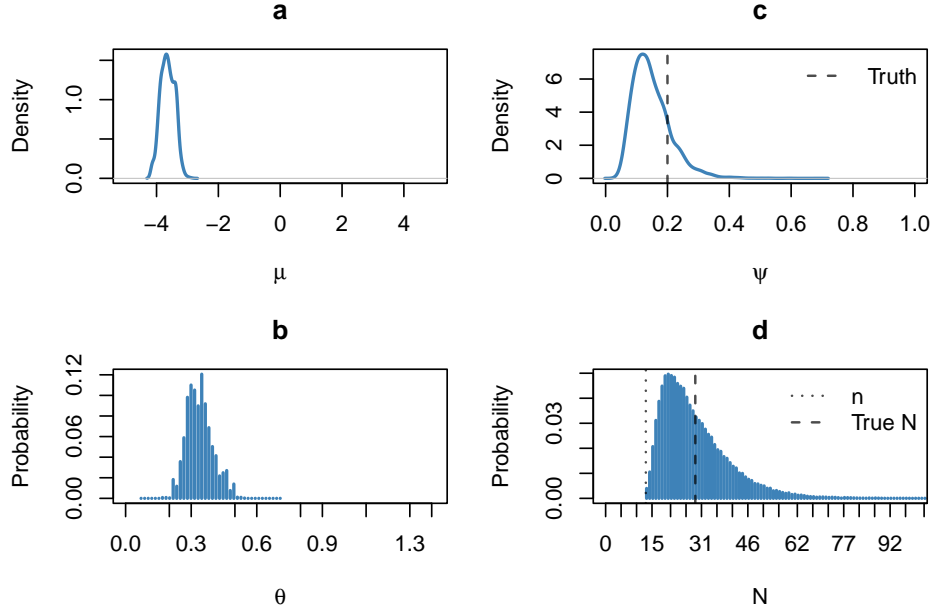 a
Density
0.0
1.0
−4
−2
0
2
4
μ
c
Density
0
2
4
6
Truth
0.0
0.2
0.4
0.6
0.8
1.0
ψ
b
Probability
0.00
0.06
0.12
0.0
0.3
0.6
0.9
1.3
θ
d
Probability
0.00
0.03
n
True N
0
15
31
46
62
77
92
N